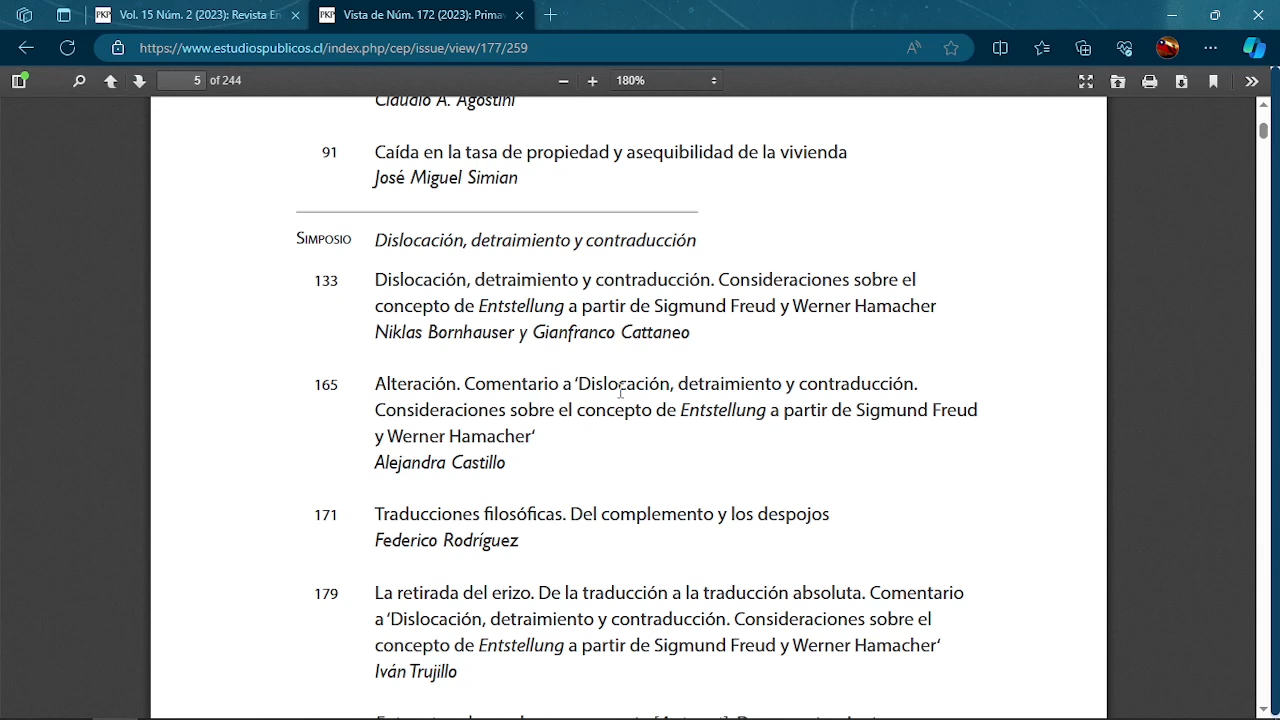 Vol. 15 Núm. 2 (2023): Revista En
Vista de Núm. 172 (2023): Prima
https://www.estudiospublicos.cl/index.php/cep/issue/view/177/259
5 of 244
180%
Claudio A. Agostini
91 Caída en la tasa de propiedad y asequibilidad de la vivienda
José Miguel Simian
Simposio Dislocación, detraimiento y contraducción
133 Dislocación, detraimiento y contraducción. Consideraciones sobre el
concepto de Entstellung a partir de Sigmund Freud y Werner Hamacher
Niklas Bornhauser y Gianfranco Cattaneo
165 Alteración. Comentario a ‘Dislocación, detraimiento y contraducción.
Consideraciones sobre el concepto de Entstellung a partir de Sigmund Freud
y Werner Hamacher‘
Alejandra Castillo
171 Traducciones filosóficas. Del complemento y los despojos
Federico Rodríguez
179 La retirada del erizo. De la traducción a la traducción absoluta. Comentario
a ‘Dislocación, detraimiento y contraducción. Consideraciones sobre el
concepto de Entstellung a partir de Sigmund Freud y Werner Hamacher‘
Iván Trujillo